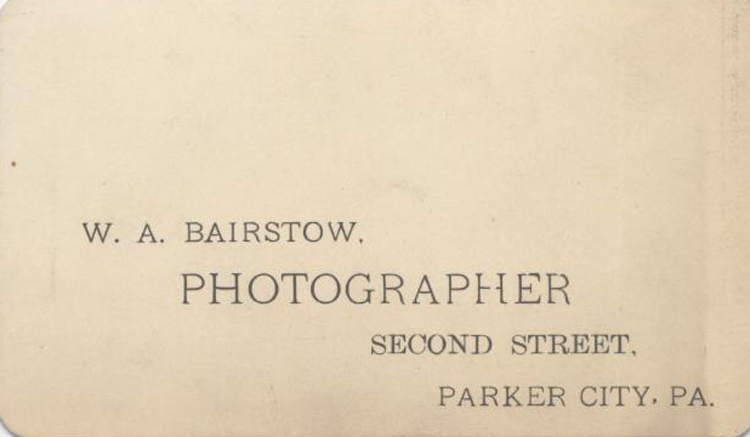 W. A. BAIRSTOW.
PHOTOGRAPHER
SECOND STREET,
PARKER CITY, PA.